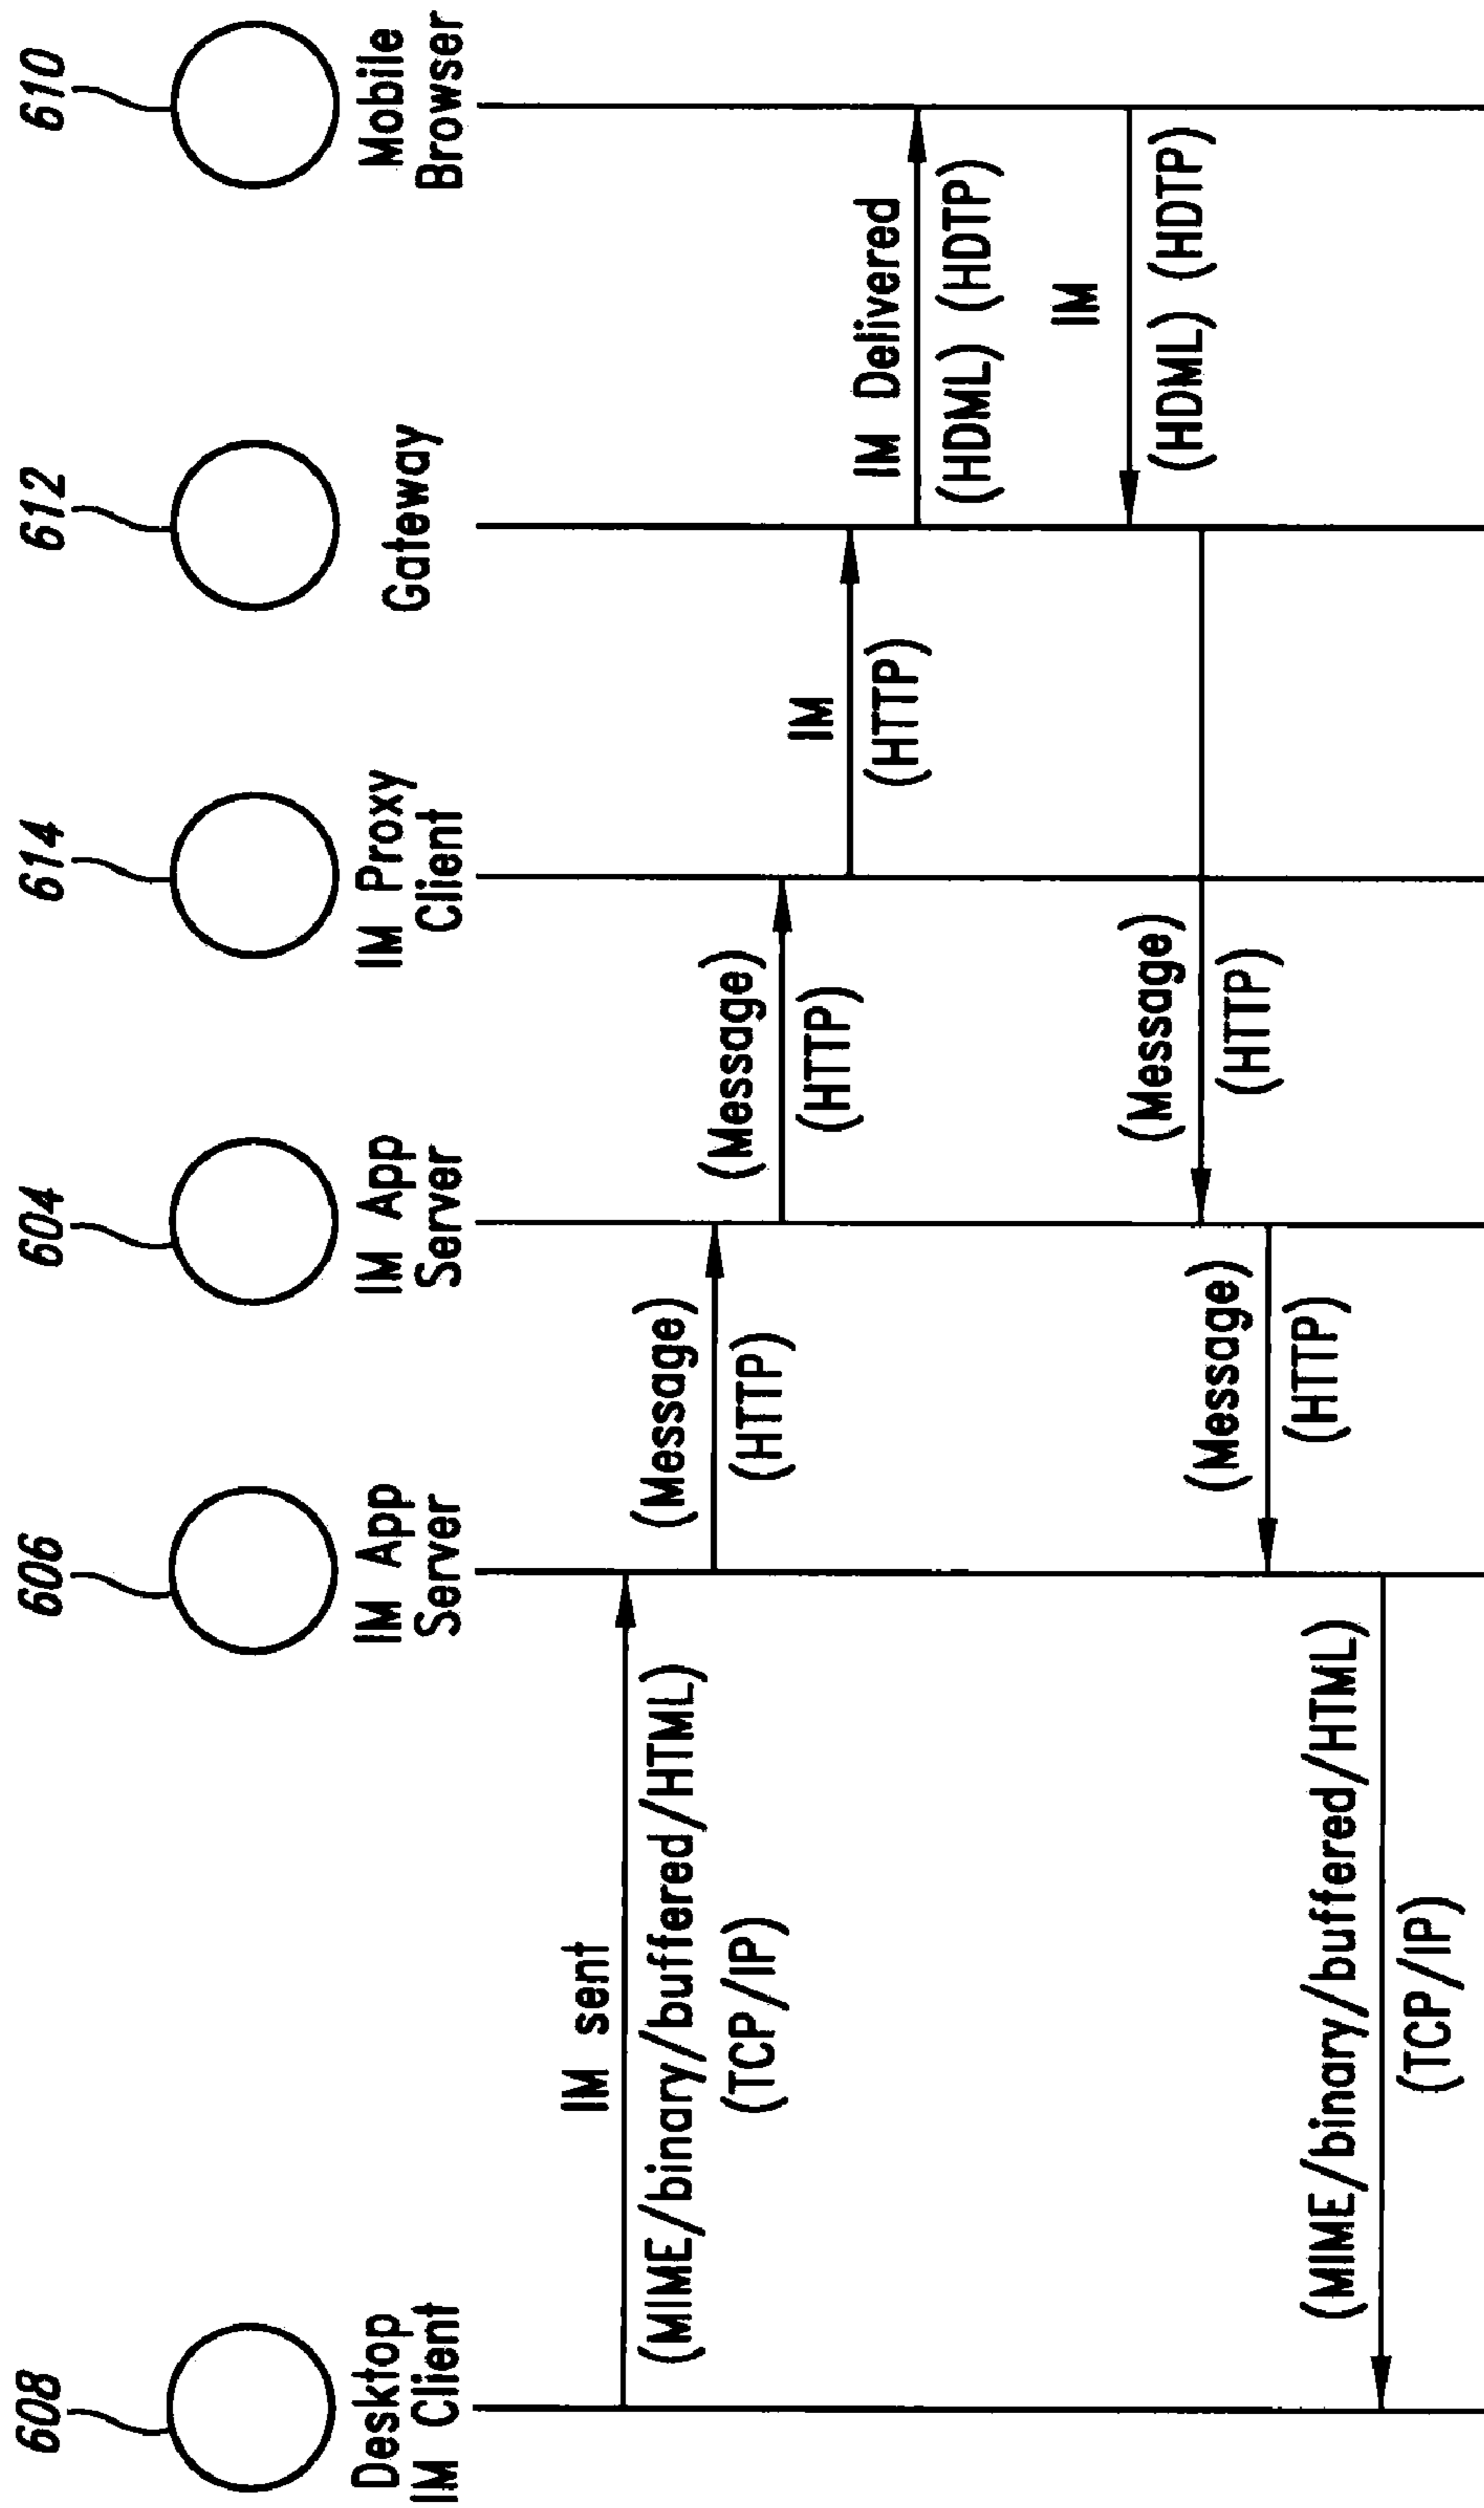 608
606
604
614
612
610
Desktop
IM Client
IM App
Server
IM App
Server
IM Proxy
Client
Gateway
Mobile
Browser
IM sent
(MIME/binary/buffered/HTML)
(TCP/IP)
(Message)
(HTTP)
(Message)
(HTTP)
IM
(HTTP)
IM Delivered
(HDML) (HDTP)
IM
(HDML) (HDTP)
(Message)
(HTTP)
(Message)
(HTTP)
(MIME/binary/buffered/HTML)
(TCP/IP)